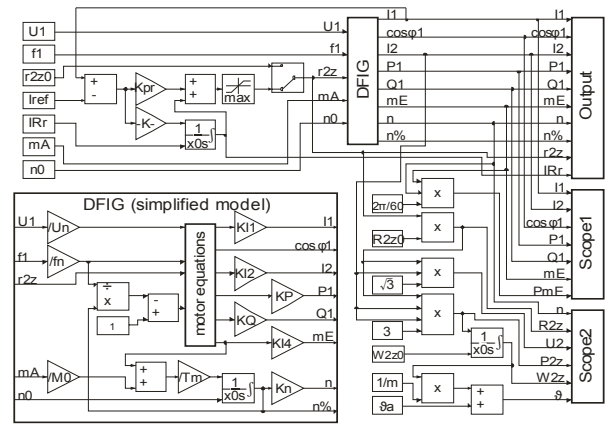 U1
f1
r2z0
Iref
IRr
mA
n0
+
-
Kpr
-K-
+
+
max
1
x0s
∫
U1
f1
r2z
mA
n0
DFIG
I1
cosφ1
I2
P1
Q1
mE
n
n%
I1
cosφ1
I2
P1
Q1
mE
n
n%
r2z
IRr
Output
2π/60
x
R2z0
x
√3
x
3
x
W2z0
1
x0s
∫
1/m
x
ϑa
+
+
I1
I2
cosφ1
P1
Q1
mE
PmE
Scope1
n
R2z
U2
P2z
W2z
ϑ
Scope2
DFIG (simplified model)
U1
/Un
f1
/fn
r2z
÷
x
1
-
+
motor equations
KI1
I1
cosφ1
KI2
I2
KP
P1
KQ
Q1
KI4
mE
mA
/M0
n0
+
+
/Tm
1
x0s
∫
Kn
n
n%